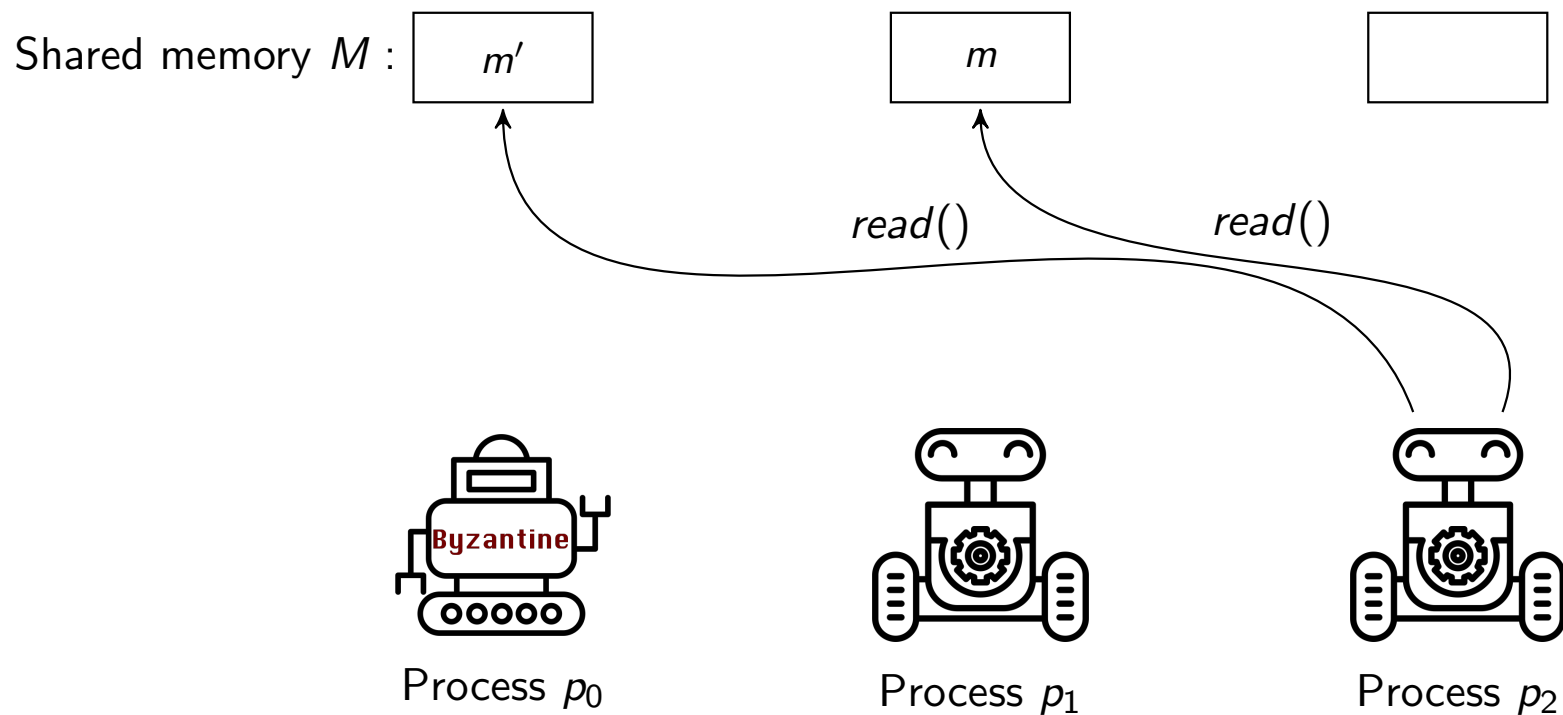 Shared memory M : m′ m
read() read()
Byzantine
Process p₀ Process p₁ Process p₂